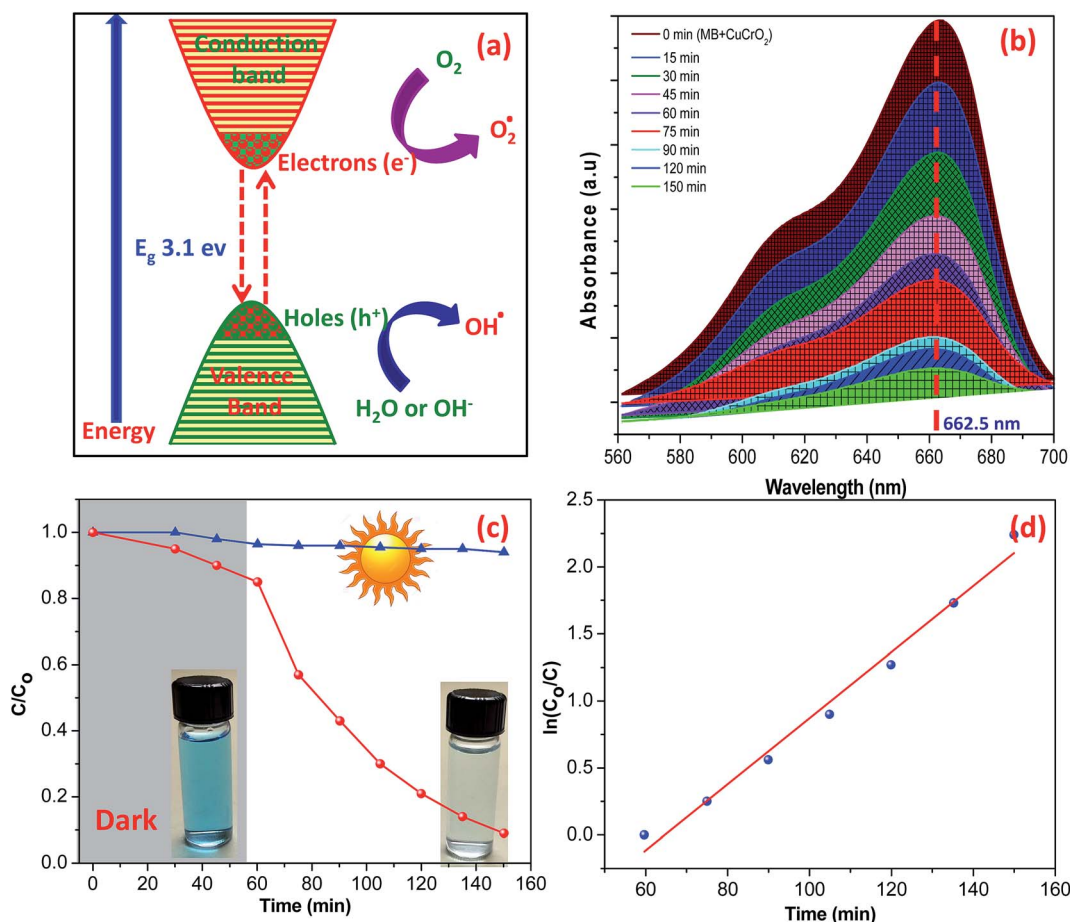 (a)
Conduction
band
O₂
O₂•
Electrons (e⁻)
E_g 3.1 ev
Holes (h⁺)
OH•
Valence
Band
H₂O or OH⁻
Energy
(b)
0 min (MB+CuCrO₂)
15 min
30 min
45 min
60 min
75 min
90 min
120 min
150 min
Absorbance (a.u)
662.5 nm
560 580 600 620 640 660 680 700
Wavelength (nm)
(c)
1.0
0.8
0.6
0.4
0.2
0.0
C/C₀
Dark
0 20 40 60 80 100 120 140 160
Time (min)
(d)
2.5
2.0
1.5
1.0
0.5
0.0
ln(C₀/C)
60 80 100 120 140 160
Time (min)